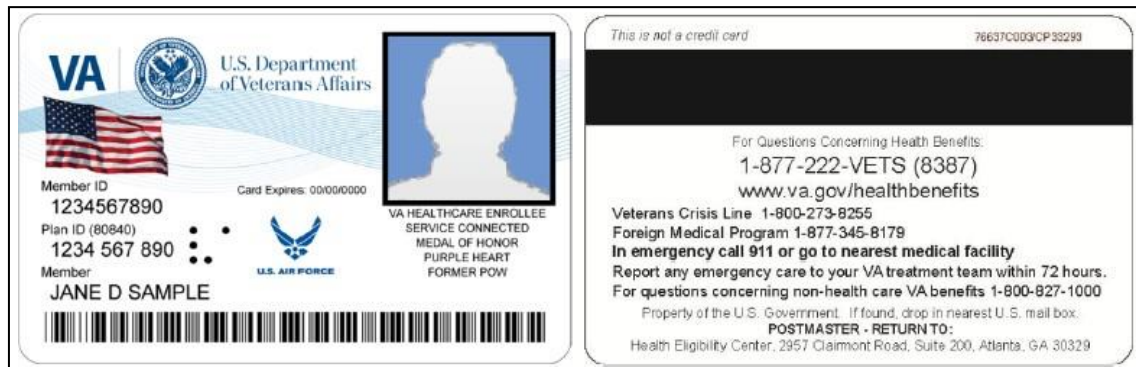 VA
U.S. Department
of Veterans Affairs
Member ID
1234567890
Card Expires: 00/00/0000
Plan ID (80840)
1234 567 890
U.S. AIR FORCE
Member
JANE D SAMPLE
VA HEALTHCARE ENROLLEE
SERVICE CONNECTED
MEDAL OF HONOR
PURPLE HEART
FORMER POW
This is not a credit card
76637C003/CP33293
For Questions Concerning Health Benefits:
1-877-222-VETS (8387)
www.va.gov/healthbenefits
Veterans Crisis Line 1-800-273-8255
Foreign Medical Program 1-877-345-8179
In emergency call 911 or go to nearest medical facility
Report any emergency care to your VA treatment team within 72 hours.
For questions concerning non-health care VA benefits 1-800-827-1000
Property of the U.S. Government. If found, drop in nearest U.S. mail box.
POSTMASTER - RETURN TO:
Health Eligibility Center, 2957 Clairmont Road, Suite 200, Atlanta, GA 30329